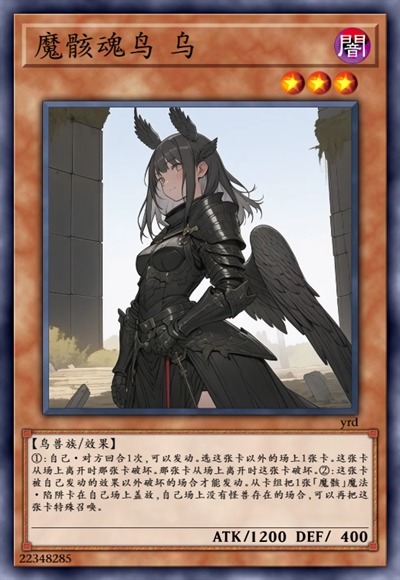 魔骸魂鸟 乌
闇
yrd
【鸟兽族/效果】
①:自己·对方回合1次,可以发动。选这张卡以外的场上1张卡。这张卡
从场上离开时那张卡破坏。那张卡从场上离开时这张卡破坏。②:这张卡
被自己发动的效果以外破坏的场合才能发动。从卡组把1张「魔骸」魔法
·陷阱卡在自己场上盖放,自己场上没有怪兽存在的场合,可以再把这
张卡特殊召唤。
ATK/1200 DEF/ 400
22348285